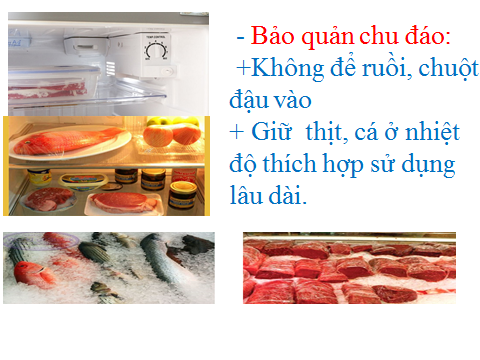 - Bảo quản chu đáo:
+Không để ruồi, chuột
đậu vào
+ Giữ thịt, cá ở nhiệt
độ thích hợp sử dụng
lâu dài.